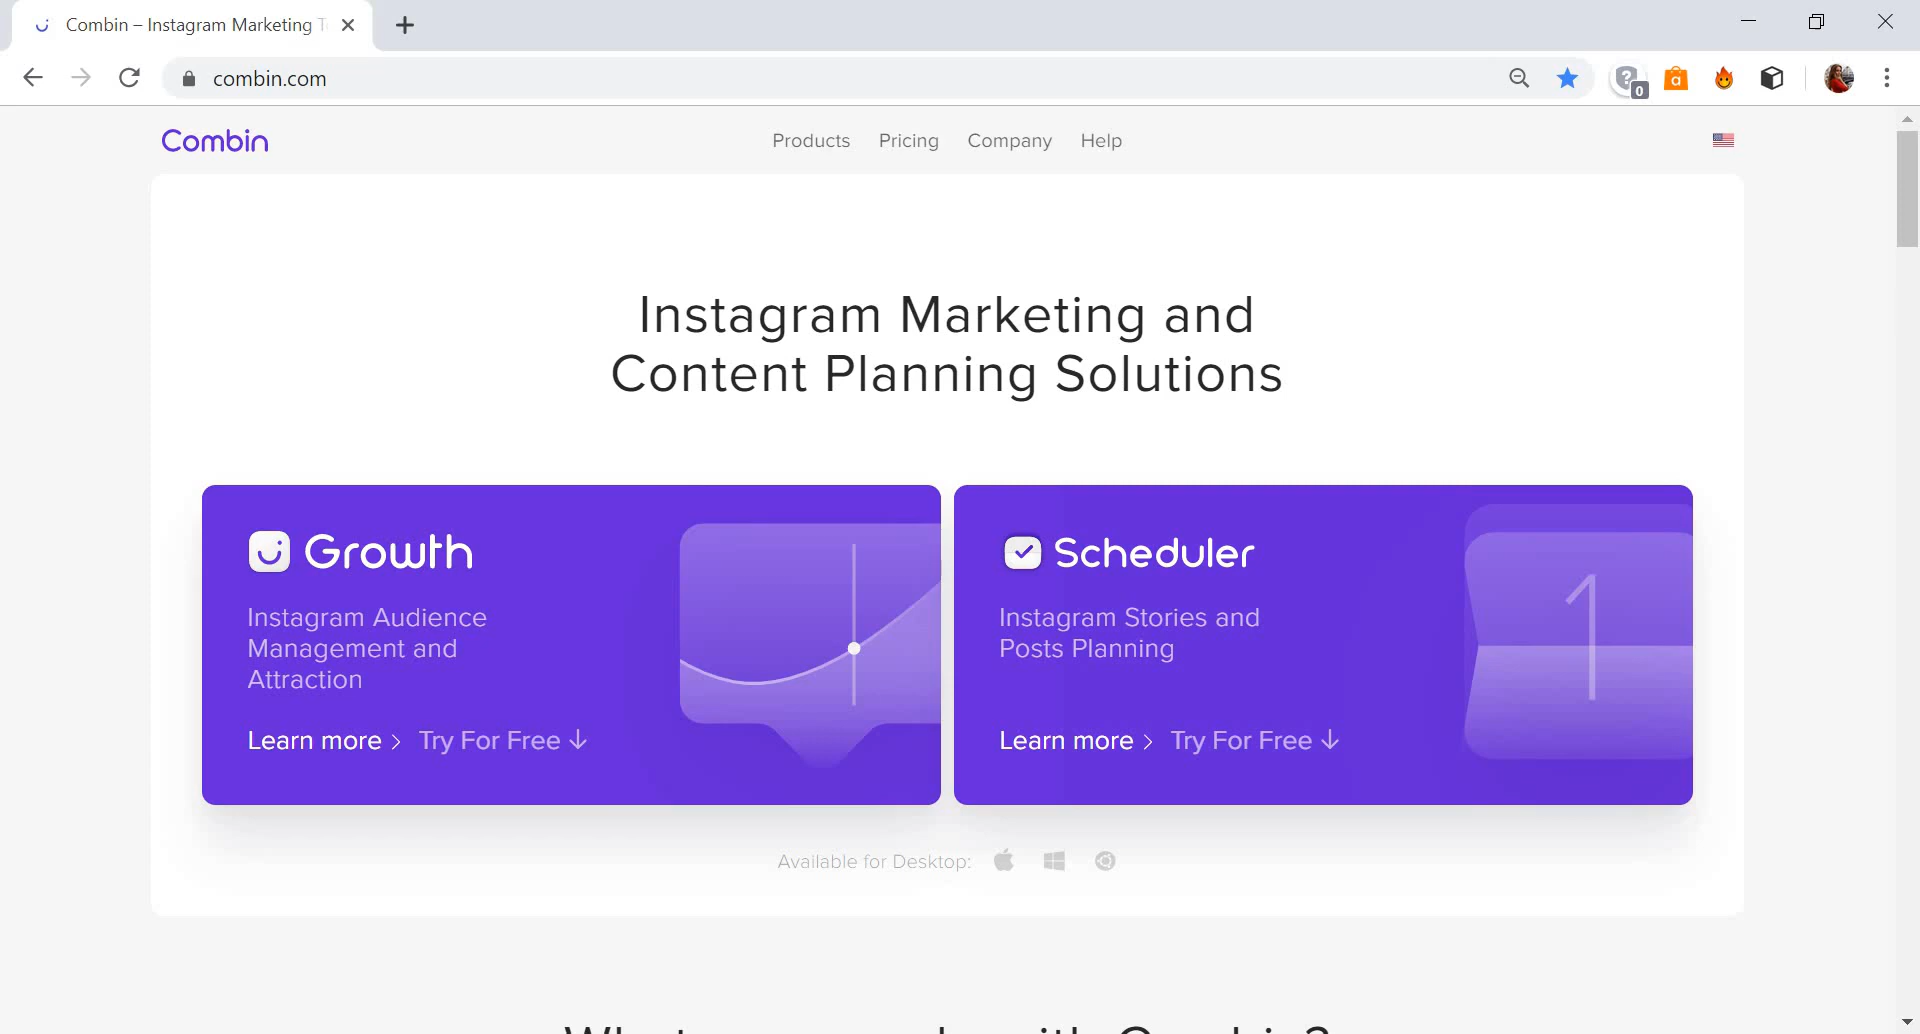 Combin – Instagram Marketing
combin.com
0
Combin
Products Pricing Company Help
Instagram Marketing and
Content Planning Solutions
Growth
Instagram Audience
Management and
Attraction
Learn more > Try For Free ↓
Scheduler
Instagram Stories and
Posts Planning
Learn more > Try For Free ↓
1
Available for Desktop: